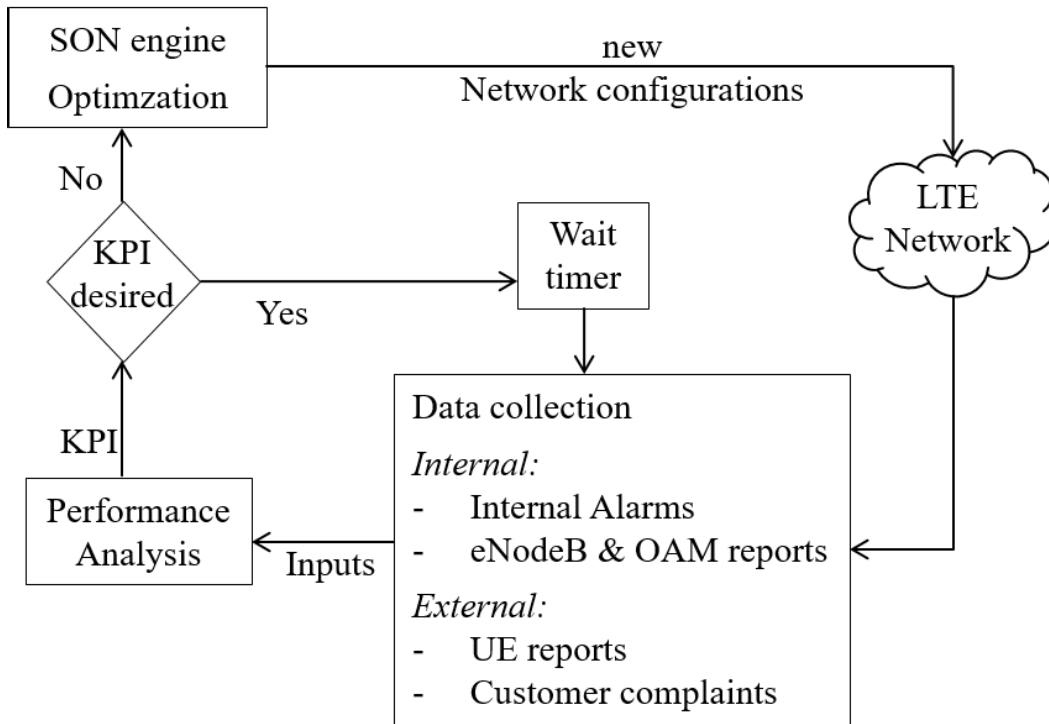 SON engine
Optimzation
new
Network configurations
No
LTE
Network
KPI
desired
Wait
timer
Yes
KPI
Performance
Analysis
Inputs
Data collection
Internal:
- Internal Alarms
- eNodeB & OAM reports
External:
- UE reports
- Customer complaints